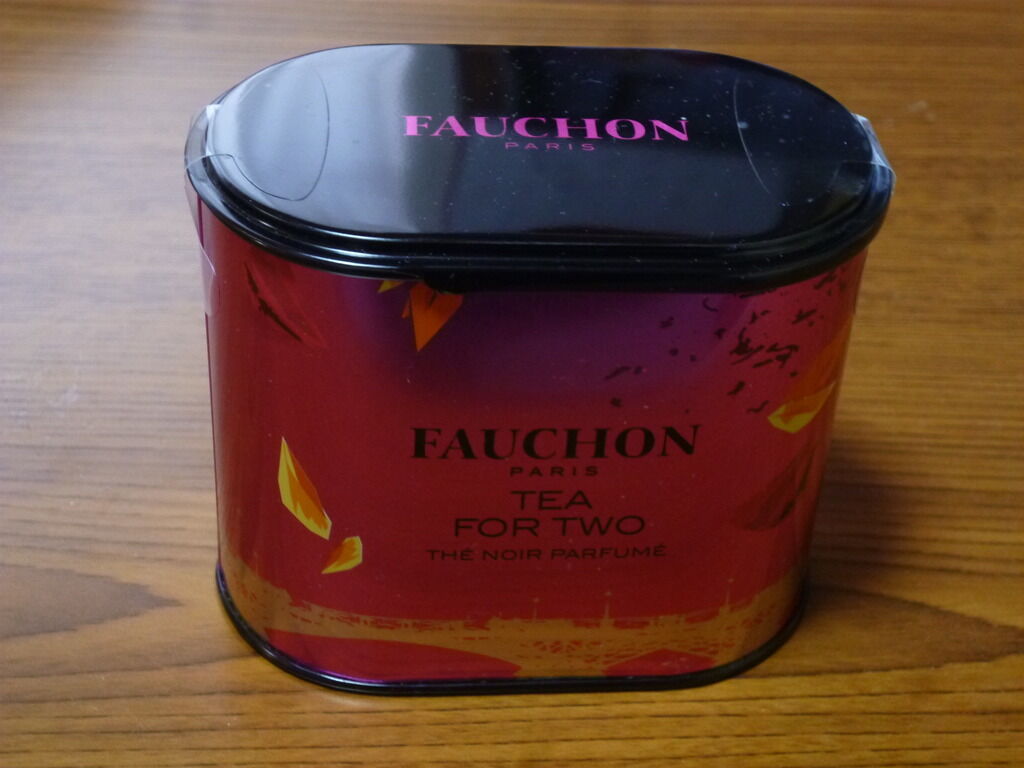 FAUCHON
PARIS
FAUCHON
PARIS
TEA
FOR TWO
THÉ NOIR PARFUMÉ